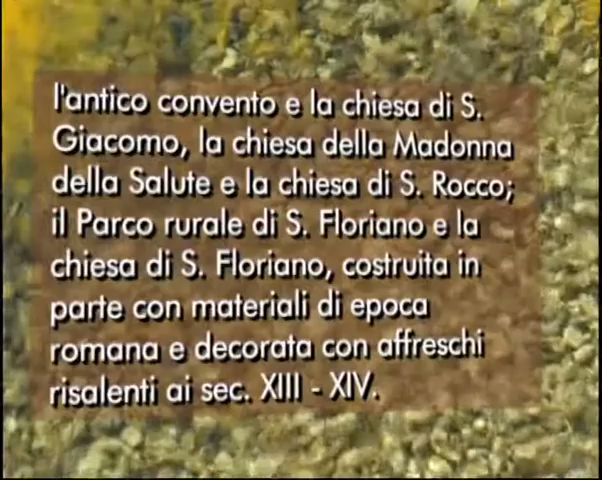 l'antico convento e la chiesa di S.
Giacomo, la chiesa della Madonna
della Salute e la chiesa di S. Rocco;
il Parco rurale di S. Floriano e la
chiesa di S. Floriano, costruita in
parte con materiali di epoca
romana e decorata con affreschi
risalenti ai sec. XIII - XIV.